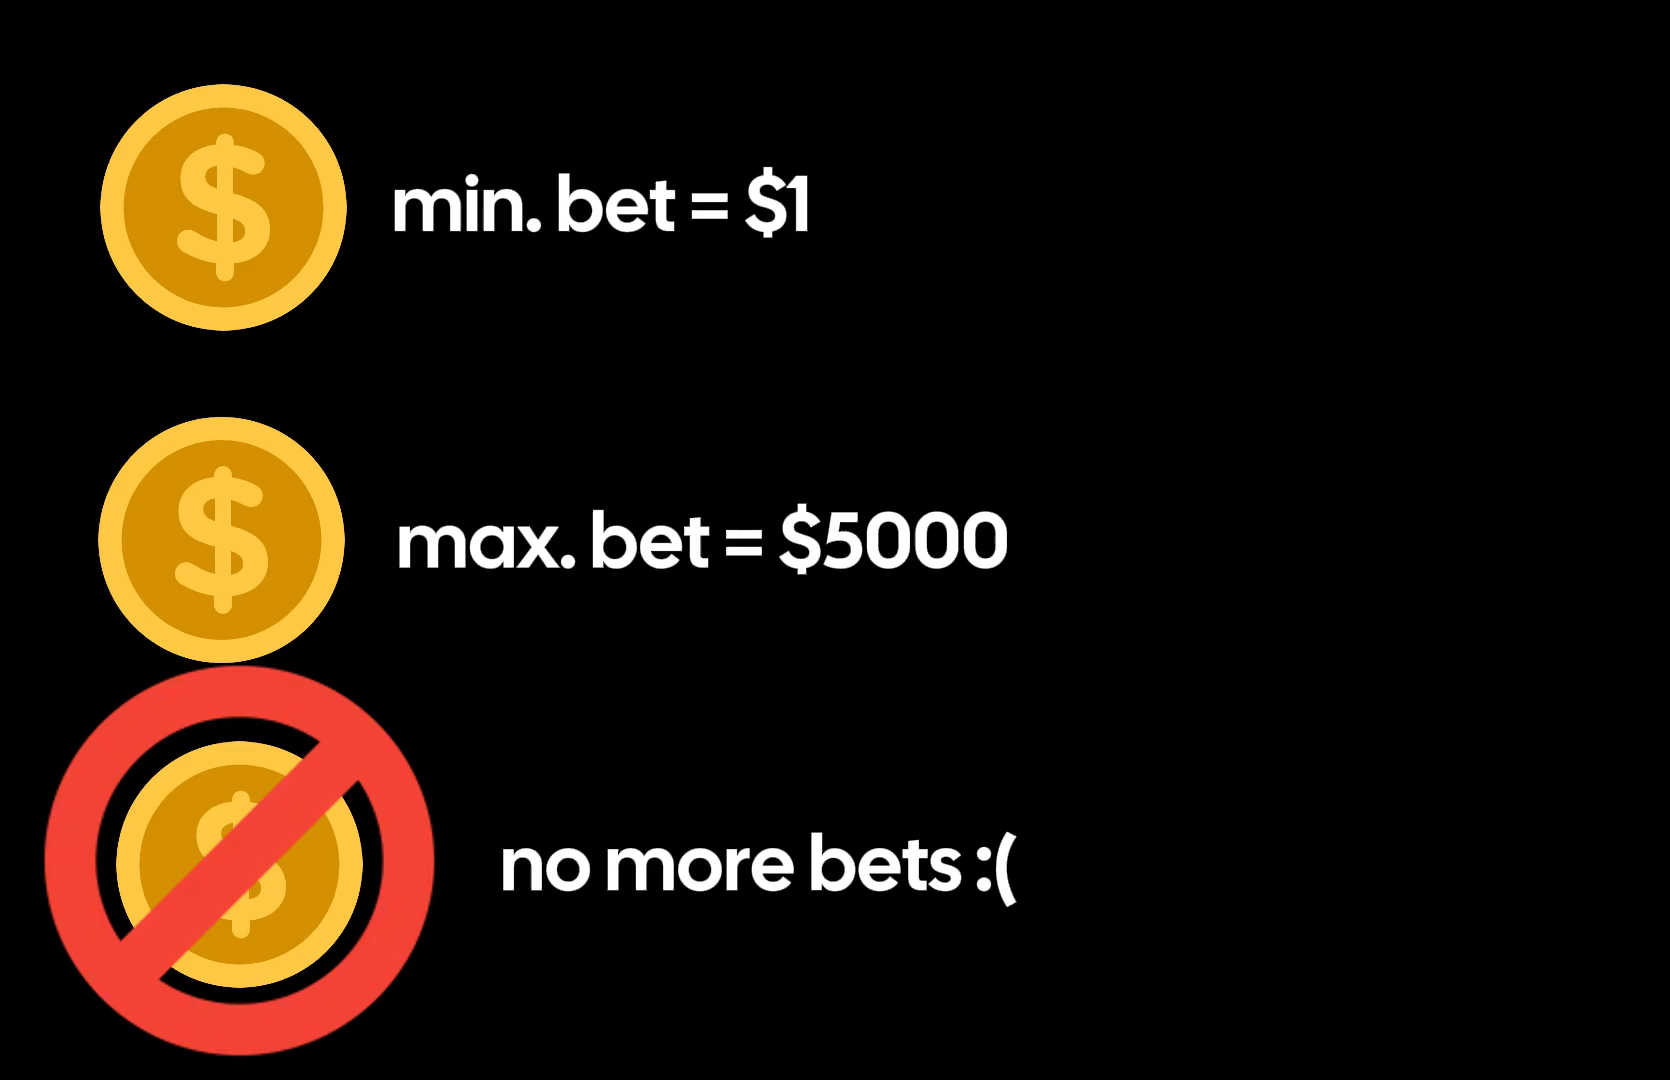 $
min. bet = $1
$
max. bet = $5000
$
no more bets :(